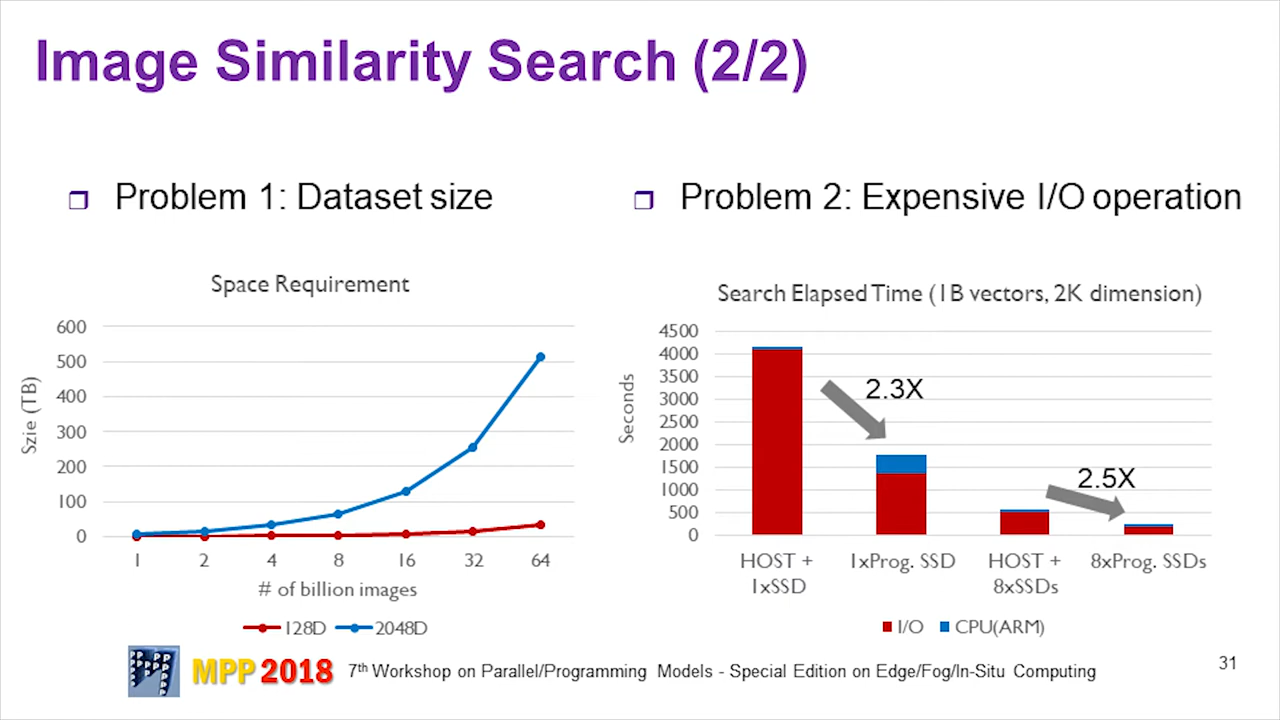 Image Similarity Search (2/2)
Problem 1: Dataset size
Problem 2: Expensive I/O operation
Space Requirement
600
500
400
300
200
100
0
Szie (TB)
1 2 4 8 16 32 64
# of billion images
128D 2048D
Search Elapsed Time (1B vectors, 2K dimension)
4500
4000
3500
3000
2500
2000
1500
1000
500
0
Seconds
2.3X
2.5X
HOST + 1xProg. SSD HOST + 8xProg. SSDs
1xSSD 8xSSDs
I/O CPU(ARM)
MPP 2018 7th Workshop on Parallel/Programming Models - Special Edition on Edge/Fog/In-Situ Computing
31